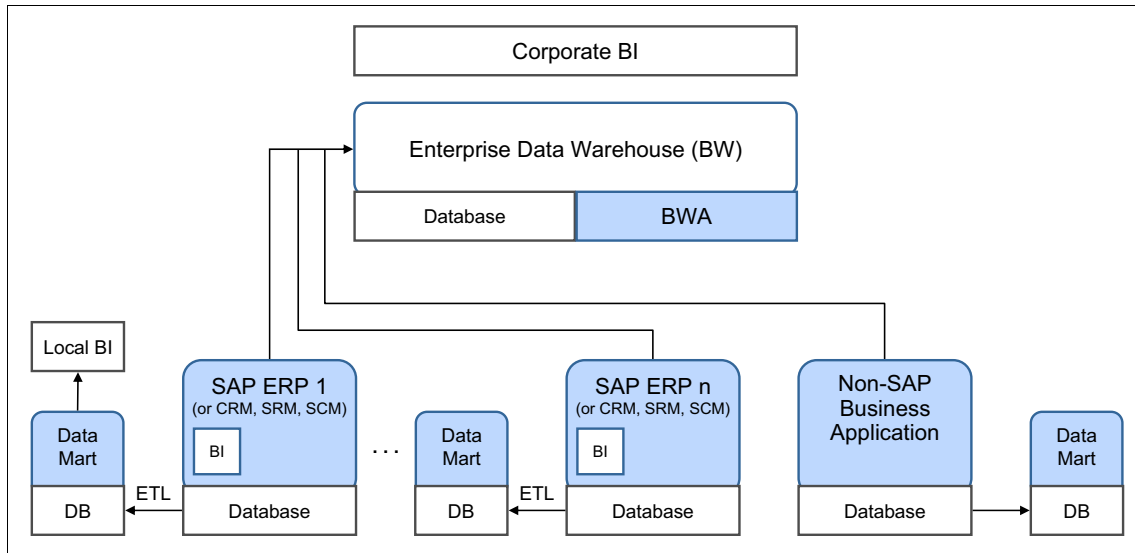 Corporate BI
Enterprise Data Warehouse (BW)
Database
BWA
Local BI
SAP ERP 1
(or CRM, SRM, SCM)
BI
SAP ERP n
(or CRM, SRM, SCM)
BI
Non-SAP
Business
Application
Data
Mart
. . .
Data
Mart
Data
Mart
DB
ETL
Database
DB
ETL
Database
Database
DB